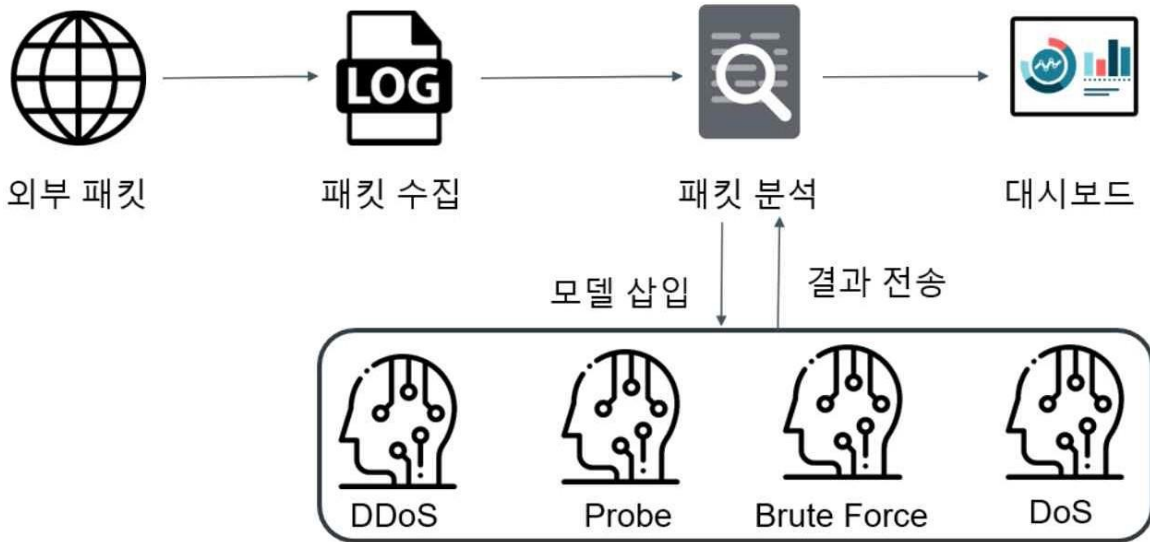 LOG
외부 패킷
패킷 수집
패킷 분석
대시보드
모델 삽입
결과 전송
DDoS
Probe
Brute Force
DoS